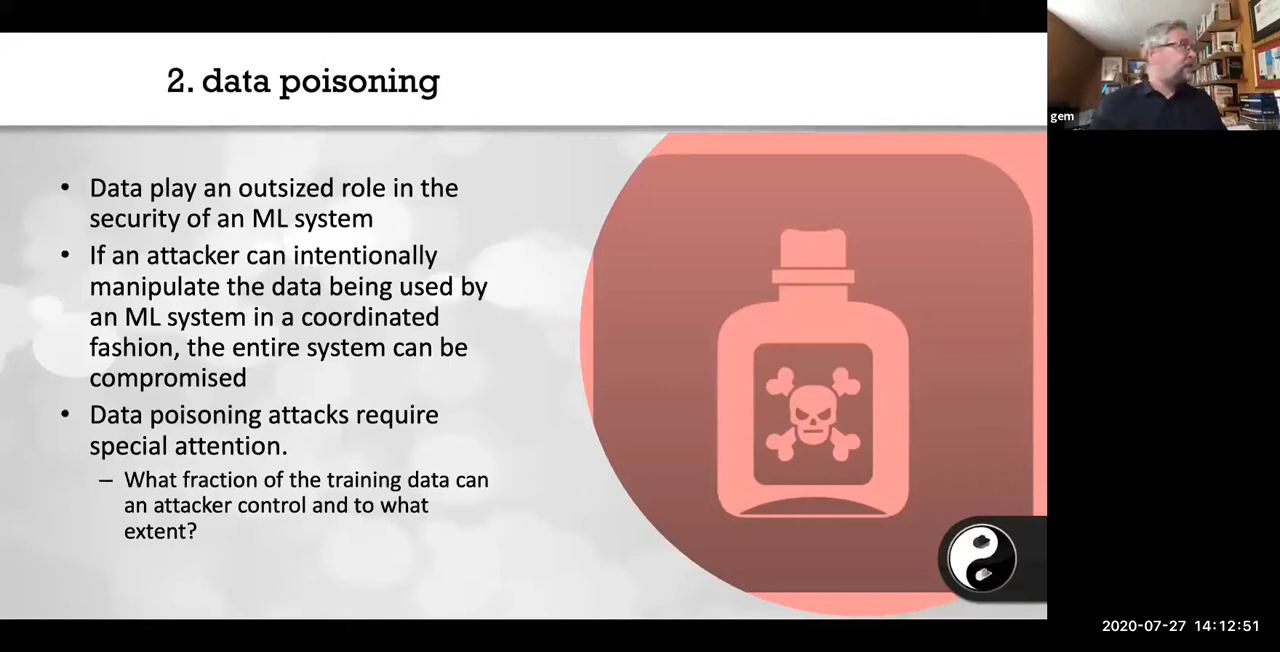 2. data poisoning
gem
• Data play an outsized role in the
security of an ML system
• If an attacker can intentionally
manipulate the data being used by
an ML system in a coordinated
fashion, the entire system can be
compromised
• Data poisoning attacks require
special attention.
– What fraction of the training data can
an attacker control and to what
extent?
2020-07-27 14:12:51